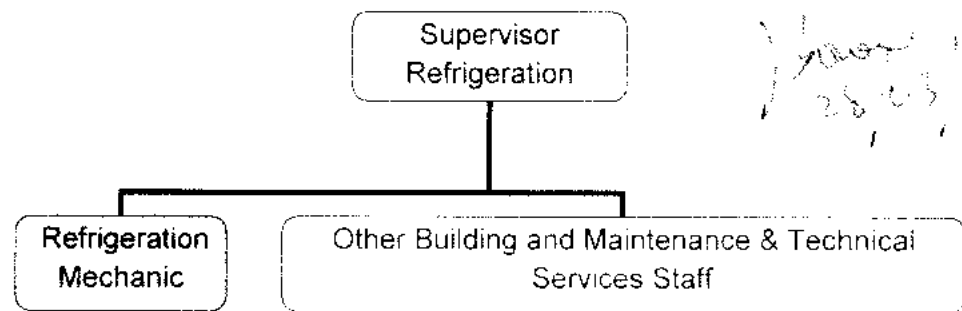 Supervisor
Refrigeration
Refrigeration
Mechanic
Other Building and Maintenance & Technical
Services Staff